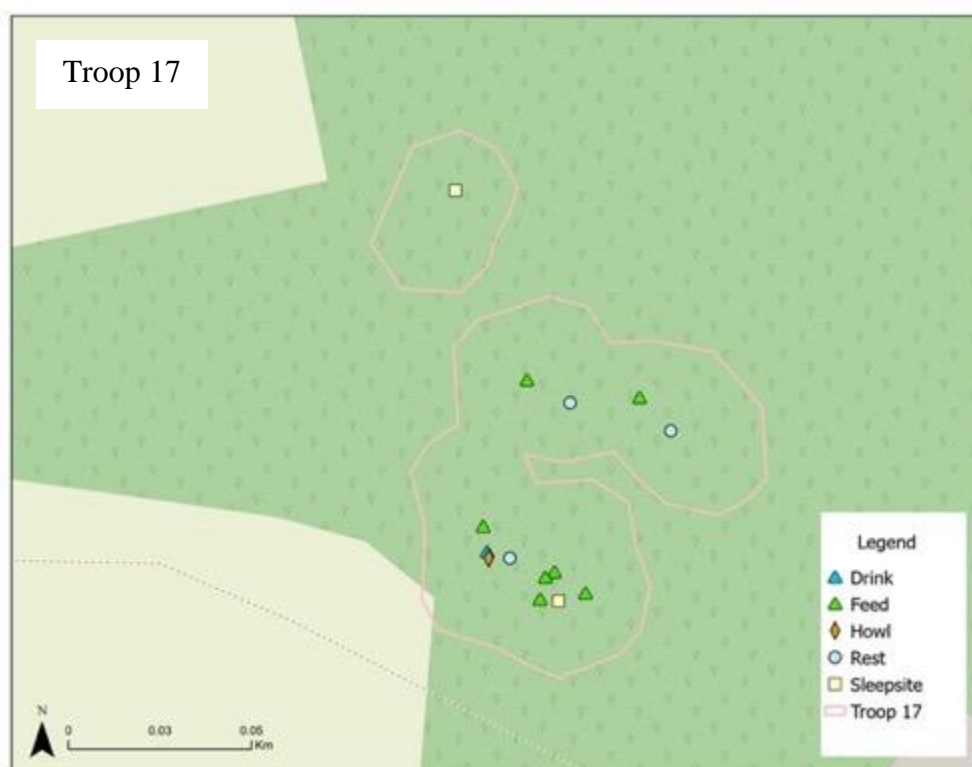 Troop 17
Legend
Drink
Feed
Howl
Rest
Sleepsite
Troop 17
N
0 0.03 0.05
Km